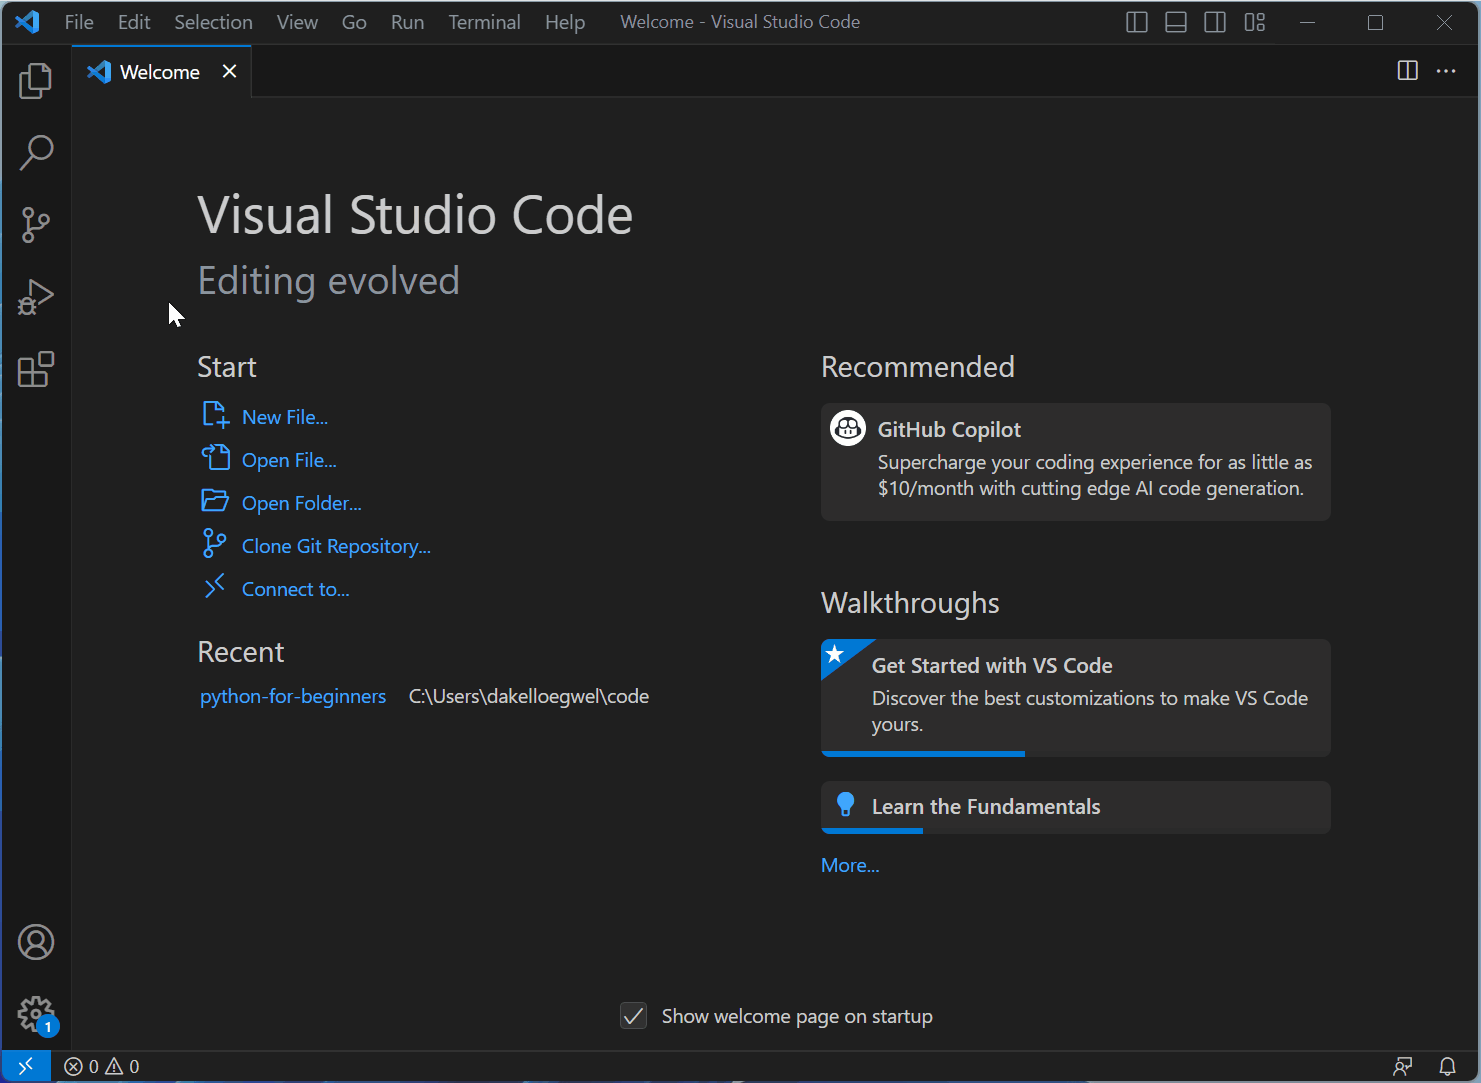 File Edit Selection View Go Run Terminal Help Welcome - Visual Studio Code
Welcome
Visual Studio Code
Editing evolved
Start
New File...
Open File...
Open Folder...
Clone Git Repository...
Connect to...
Recent
python-for-beginners C:\Users\dakelloegwel\code
Recommended
GitHub Copilot
Supercharge your coding experience for as little as
$10/month with cutting edge AI code generation.
Walkthroughs
Get Started with VS Code
Discover the best customizations to make VS Code
yours.
Learn the Fundamentals
More...
Show welcome page on startup
1
0 0